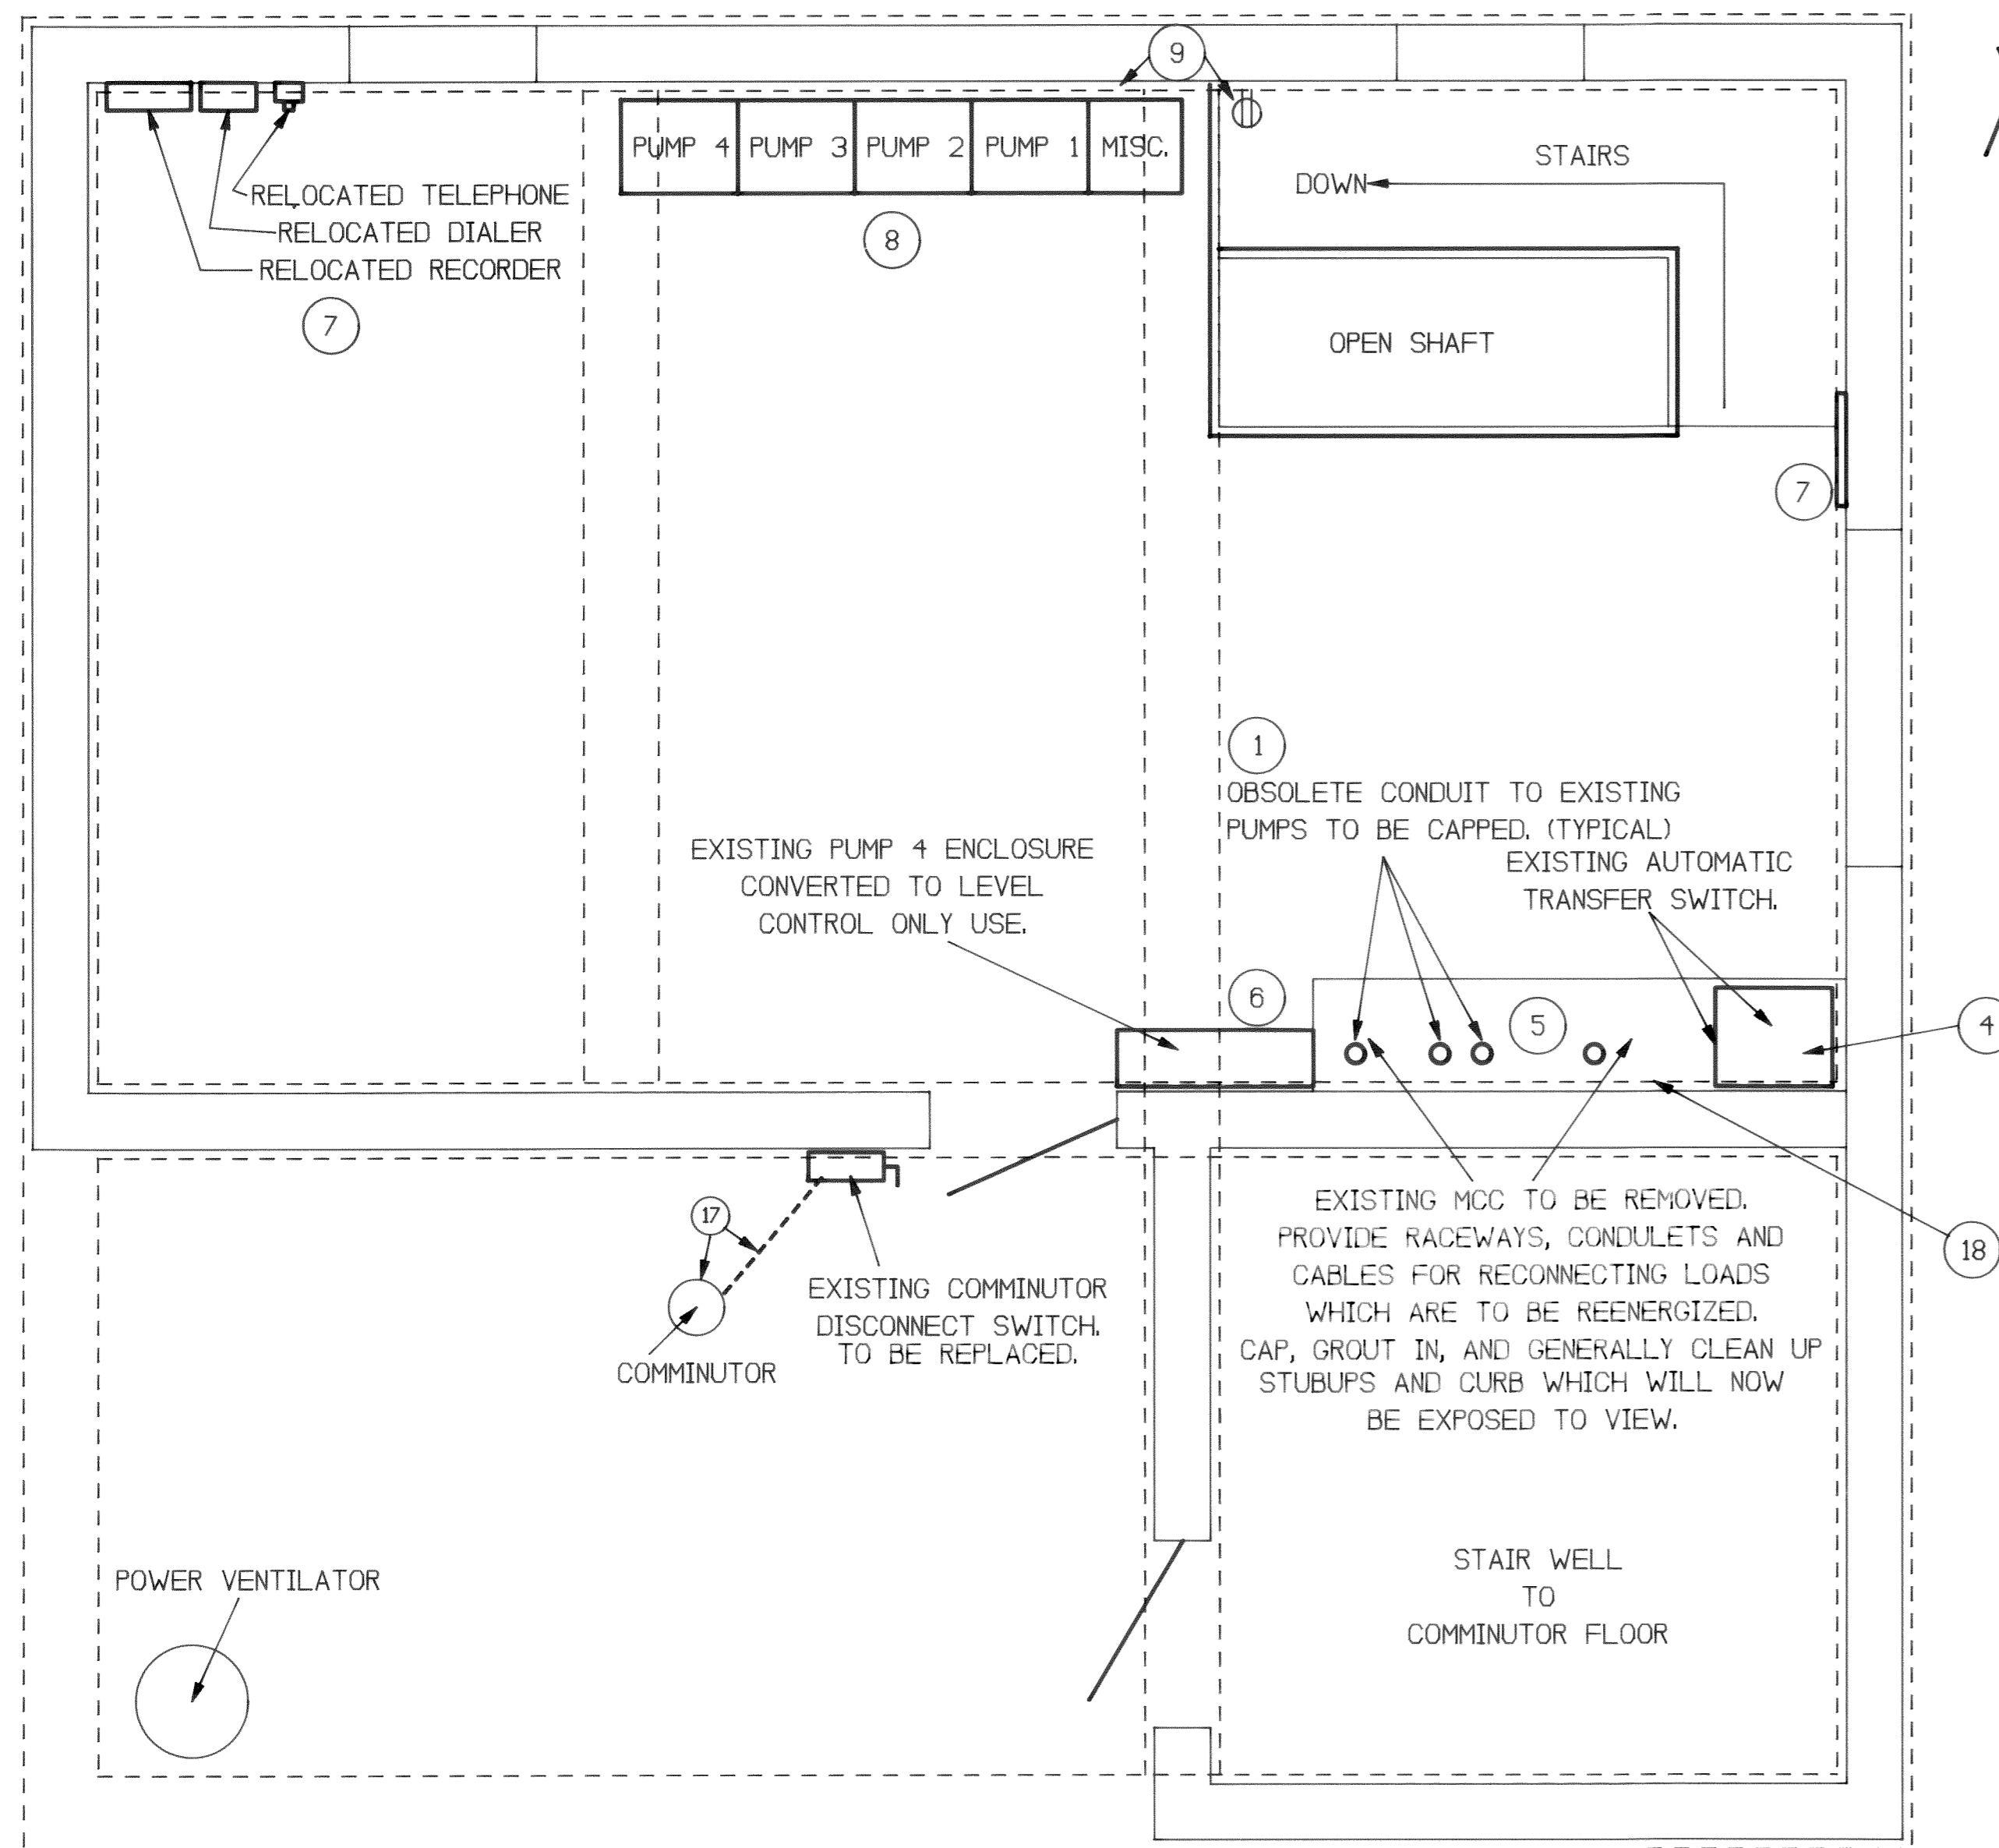 9
PUMP 4 PUMP 3 PUMP 2 PUMP 1 MISC.
STAIRS
DOWN
RELOCATED TELEPHONE
RELOCATED DIALER
RELOCATED RECORDER
8
7
OPEN SHAFT
7
1
OBSOLETE CONDUIT TO EXISTING
PUMPS TO BE CAPPED. (TYPICAL)
EXISTING PUMP 4 ENCLOSURE
CONVERTED TO LEVEL
CONTROL ONLY USE.
EXISTING AUTOMATIC
TRANSFER SWITCH.
6
5
4
EXISTING MCC TO BE REMOVED.
PROVIDE RACEWAYS, CONDULETS AND
CABLES FOR RECONNECTING LOADS
WHICH ARE TO BE REENERGIZED.
CAP, GROUT IN, AND GENERALLY CLEAN UP
STUBUPS AND CURB WHICH WILL NOW
BE EXPOSED TO VIEW.
18
17
EXISTING COMMINUTOR
DISCONNECT SWITCH.
TO BE REPLACED.
COMMINUTOR
POWER VENTILATOR
STAIR WELL
TO
COMMINUTOR FLOOR